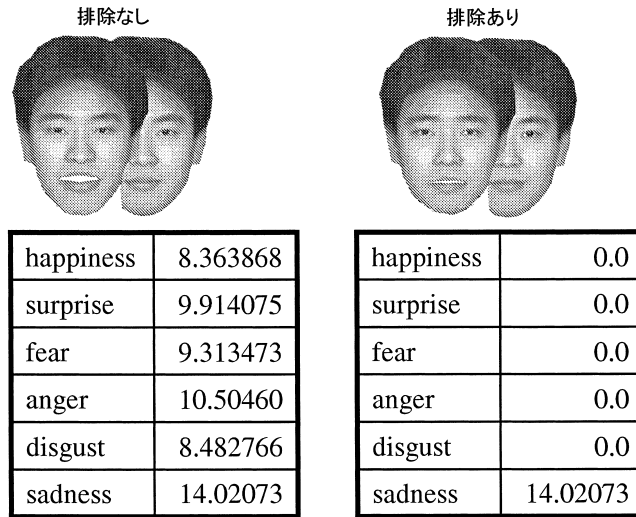 排除なし
happiness 8.363868
surprise 9.914075
fear 9.313473
anger 10.50460
disgust 8.482766
sadness 14.02073
排除あり
happiness 0.0
surprise 0.0
fear 0.0
anger 0.0
disgust 0.0
sadness 14.02073